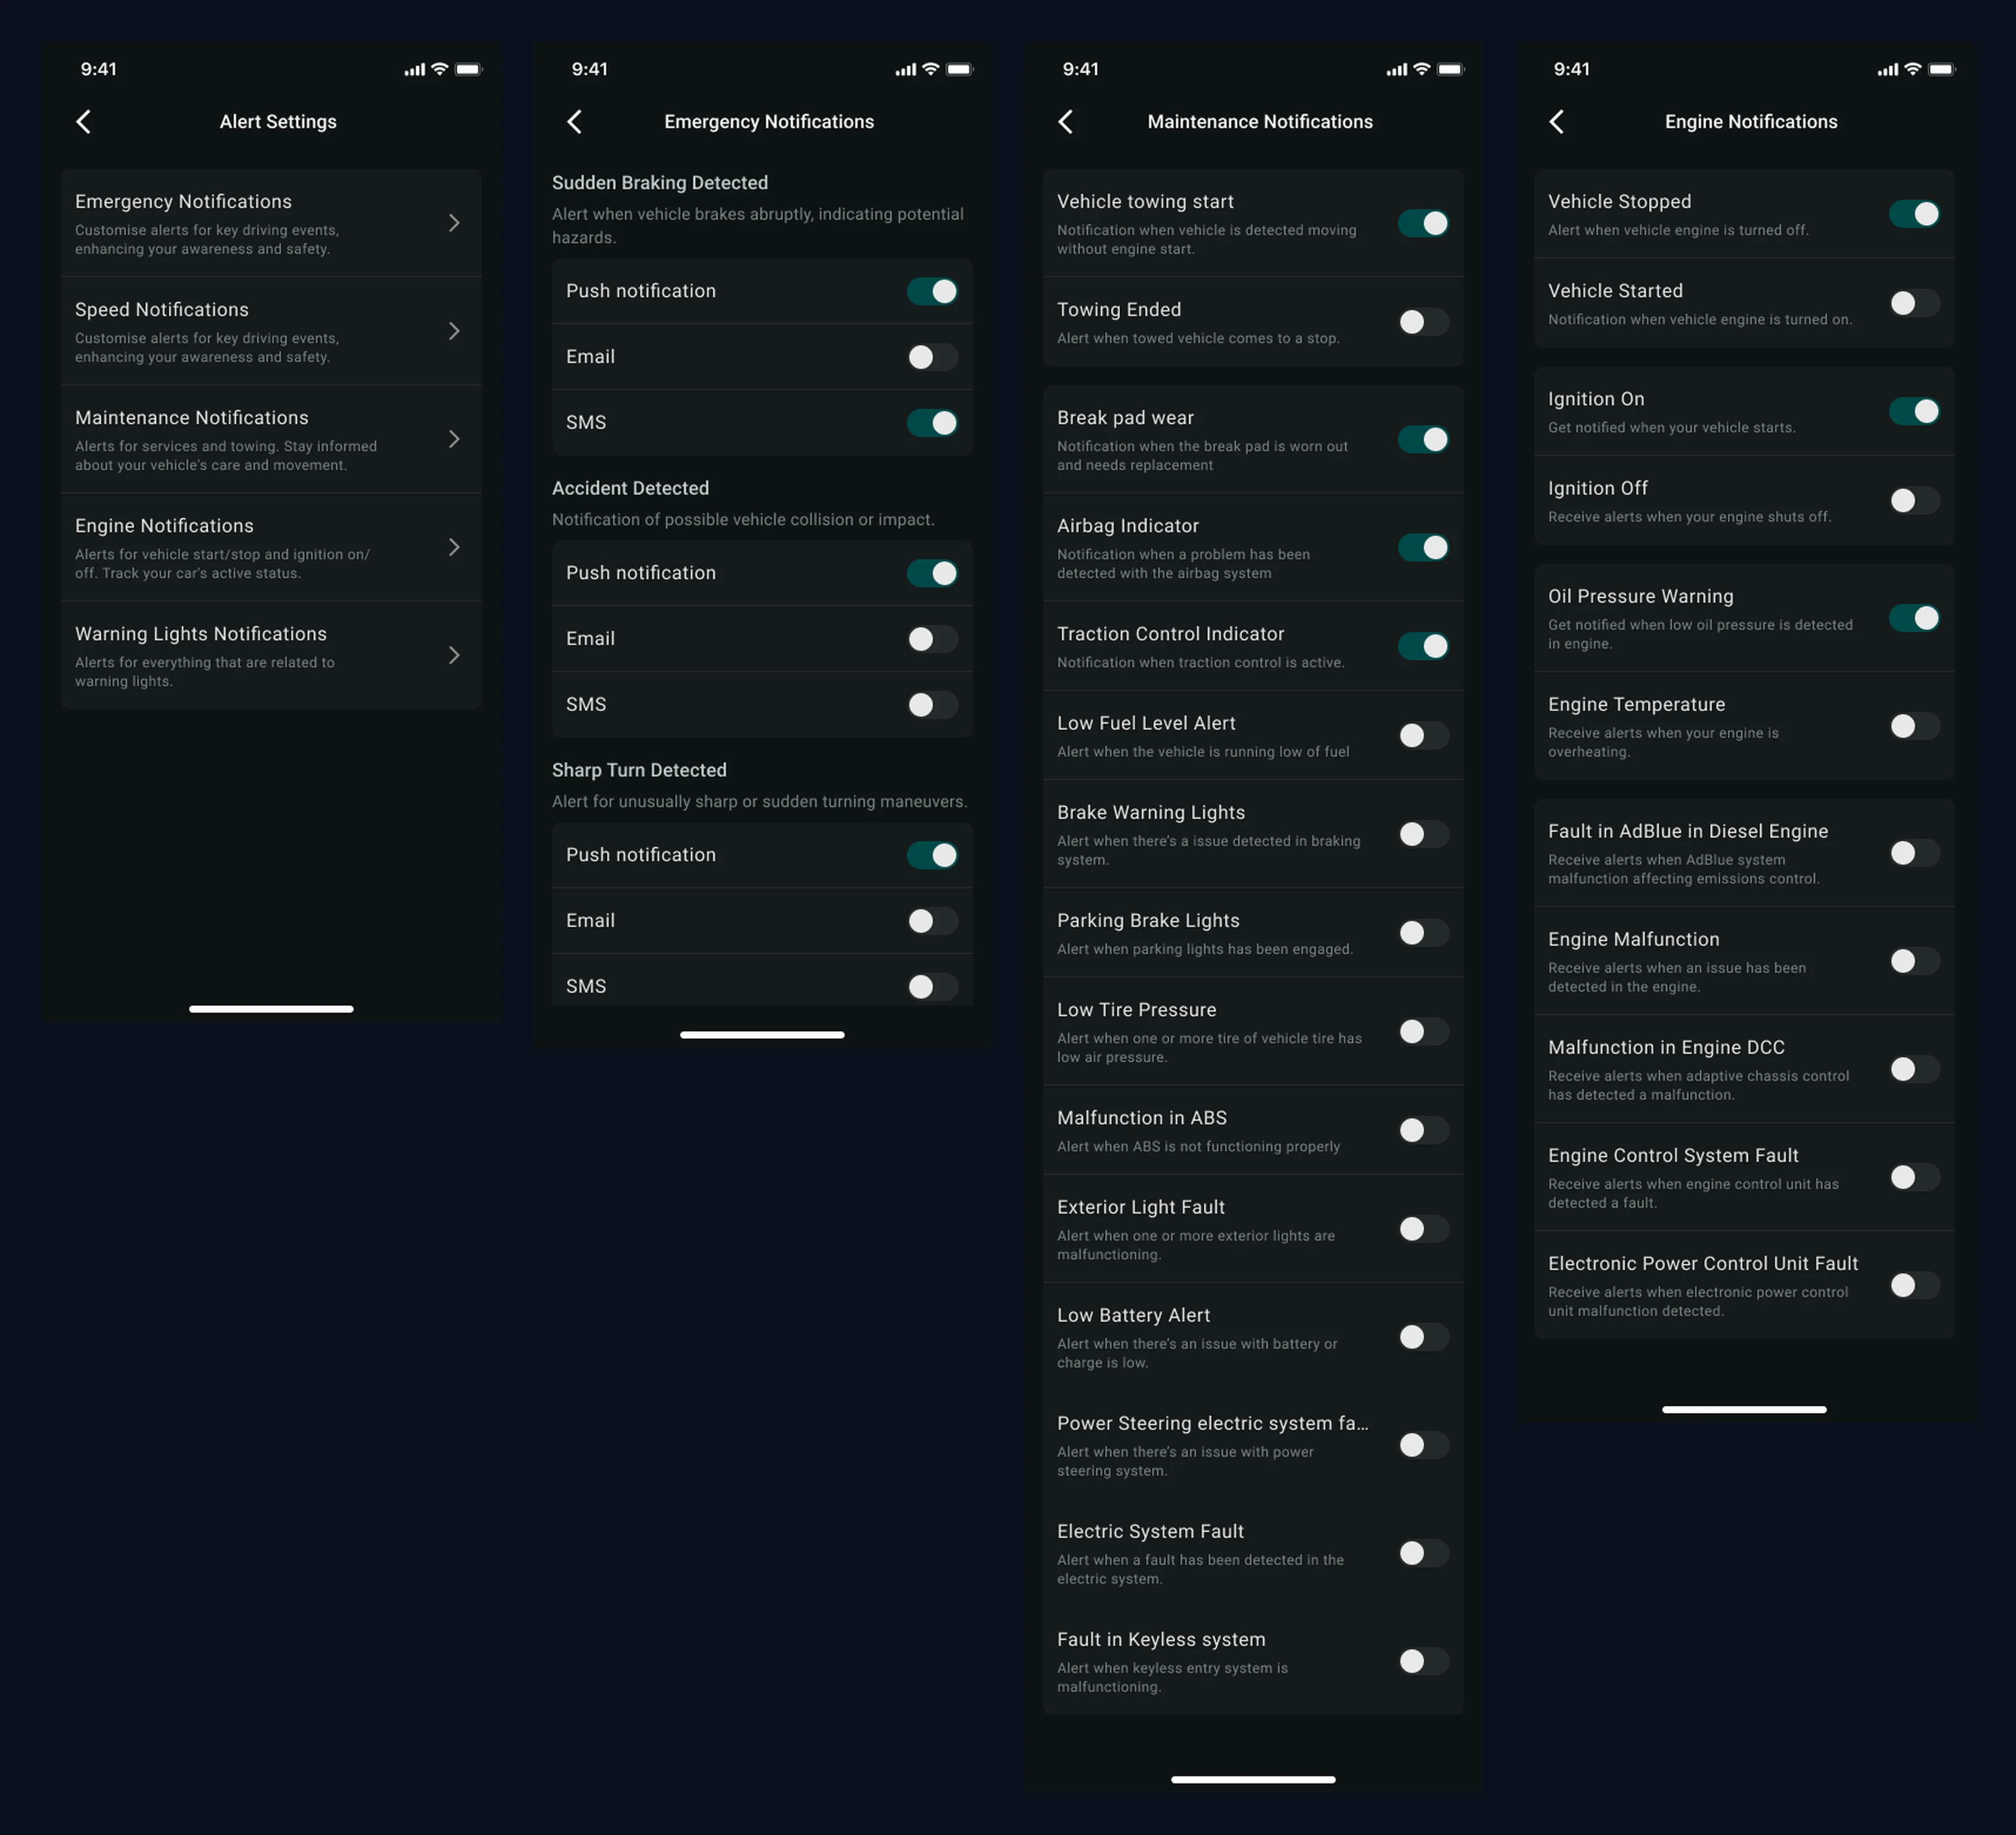 9:41
Alert Settings
Emergency Notifications
Customise alerts for key driving events,
enhancing your awareness and safety.
Speed Notifications
Customise alerts for key driving events,
enhancing your awareness and safety.
Maintenance Notifications
Alerts for services and towing. Stay informed
about your vehicle's care and movement.
Engine Notifications
Alerts for vehicle start/stop and ignition on/
off. Track your car's active status.
Warning Lights Notifications
Alerts for everything that are related to
warning lights.
9:41
Emergency Notifications
Sudden Braking Detected
Alert when vehicle brakes abruptly, indicating potential
hazards.
Push notification
Email
SMS
Accident Detected
Notification of possible vehicle collision or impact.
Push notification
Email
SMS
Sharp Turn Detected
Alert for unusually sharp or sudden turning maneuvers.
Push notification
Email
SMS
9:41
Maintenance Notifications
Vehicle towing start
Notification when vehicle is detected moving
without engine start.
Towing Ended
Alert when towed vehicle comes to a stop.
Break pad wear
Notification when the break pad is worn out
and needs replacement
Airbag Indicator
Notification when a problem has been
detected with the airbag system
Traction Control Indicator
Notification when traction control is active.
Low Fuel Level Alert
Alert when the vehicle is running low of fuel
Brake Warning Lights
Alert when there's a issue detected in braking
system.
Parking Brake Lights
Alert when parking lights has been engaged.
Low Tire Pressure
Alert when one or more tire of vehicle tire has
low air pressure.
Malfunction in ABS
Alert when ABS is not functioning properly
Exterior Light Fault
Alert when one or more exterior lights are
malfunctioning.
Low Battery Alert
Alert when there's an issue with battery or
charge is low.
Power Steering electric system fa...
Alert when there's an issue with power
steering system.
Electric System Fault
Alert when a fault has been detected in the
electric system.
Fault in Keyless system
Alert when keyless entry system is
malfunctioning.
9:41
Engine Notifications
Vehicle Stopped
Alert when vehicle engine is turned off.
Vehicle Started
Notification when vehicle engine is turned on.
Ignition On
Get notified when your vehicle starts.
Ignition Off
Receive alerts when your engine shuts off.
Oil Pressure Warning
Get notified when low oil pressure is detected
in engine.
Engine Temperature
Receive alerts when your engine is
overheating.
Fault in AdBlue in Diesel Engine
Receive alerts when AdBlue system
malfunction affecting emissions control.
Engine Malfunction
Receive alerts when an issue has been
detected in the engine.
Malfunction in Engine DCC
Receive alerts when adaptive chassis control
has detected a malfunction.
Engine Control System Fault
Receive alerts when engine control unit has
detected a fault.
Electronic Power Control Unit Fault
Receive alerts when electronic power control
unit malfunction detected.